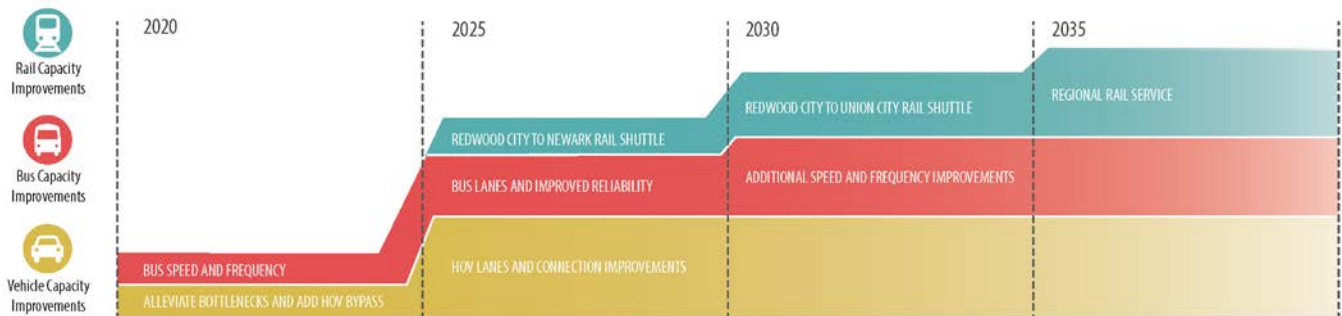 2020
2025
2030
2035
Rail Capacity
Improvements
REDWOOD CITY TO NEWARK RAIL SHUTTLE
REDWOOD CITY TO UNION CITY RAIL SHUTTLE
REGIONAL RAIL SERVICE
Bus Capacity
Improvements
BUS SPEED AND FREQUENCY
BUS LANES AND IMPROVED RELIABILITY
ADDITIONAL SPEED AND FREQUENCY IMPROVEMENTS
Vehicle Capacity
Improvements
ALLEVIATE BOTTLENECKS AND ADD HOV BYPASS
HOV LANES AND CONNECTION IMPROVEMENTS